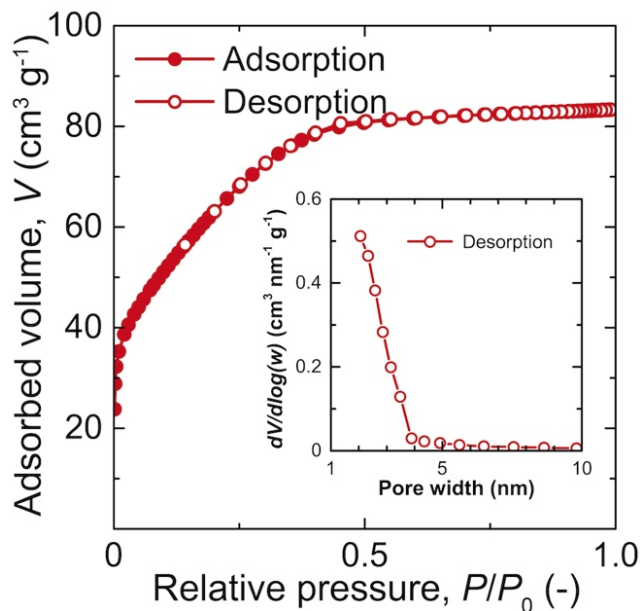 100
80
60
40
20
Adsorbed volume, V (cm³ g⁻¹)
Adsorption
Desorption
0.6
0.4
0.2
0
dV/dlog(w) (cm³ nm⁻¹ g⁻¹)
Desorption
1 5 10
Pore width (nm)
0 0.5 1.0
Relative pressure, P/P₀ (-)